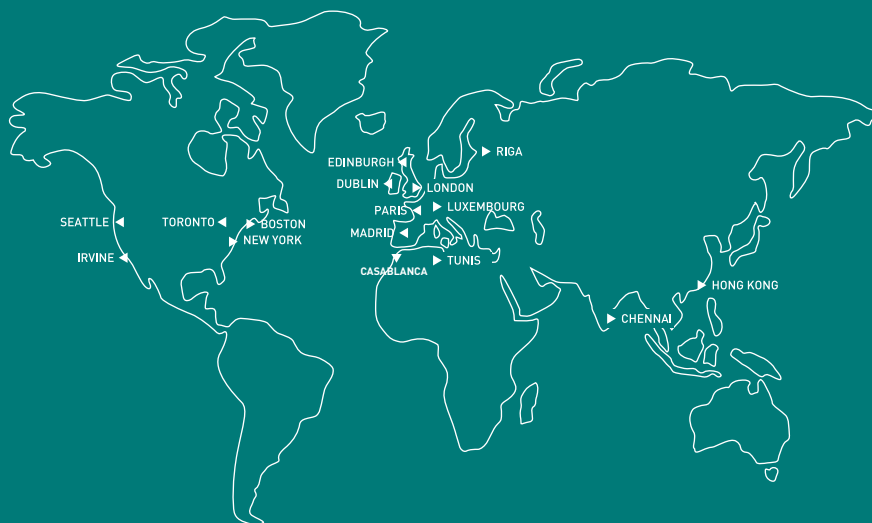 RIGA
EDINBURGH
DUBLIN
LONDON
LUXEMBOURG
PARIS
SEATTLE
TORONTO
BOSTON
MADRID
NEW YORK
IRVINE
TUNIS
CASABLANCA
HONG KONG
CHENNAI